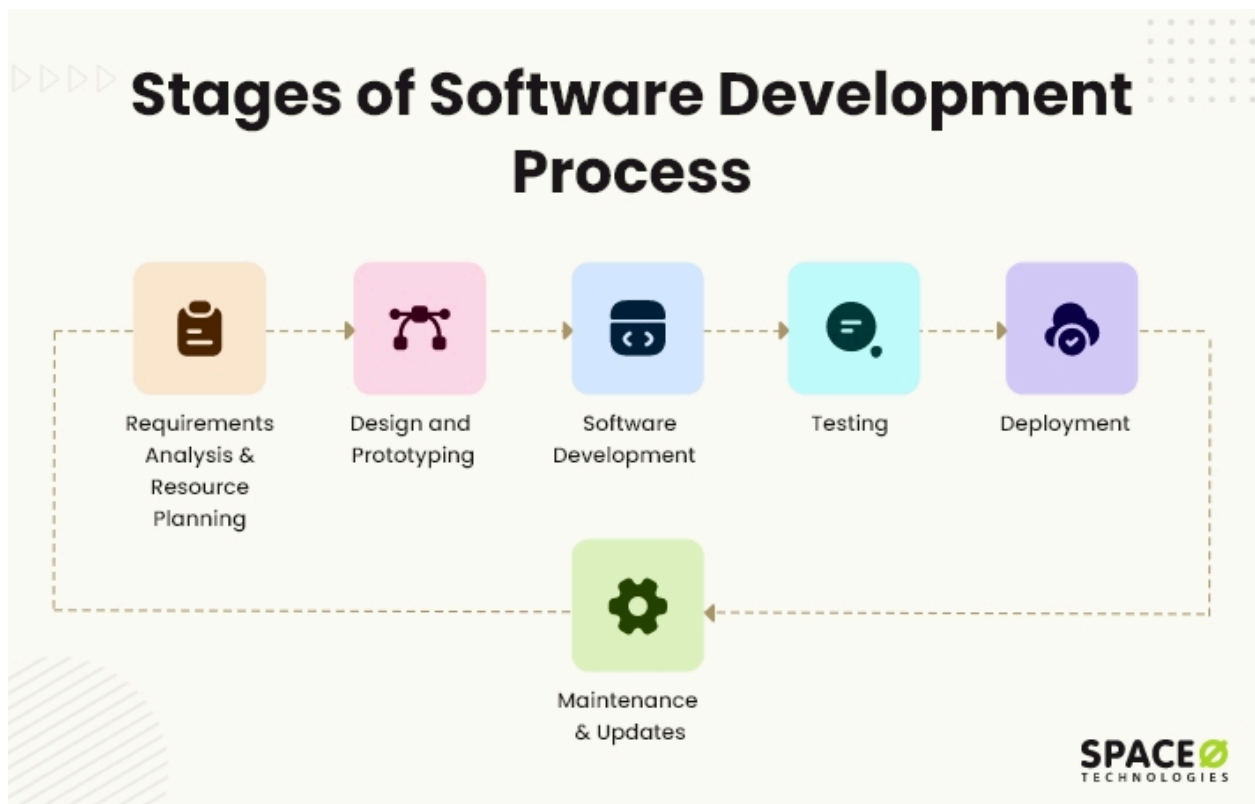 Stages of Software Development
Process
Requirements
Analysis &
Resource
Planning
Design and
Prototyping
Software
Development
Testing
Deployment
Maintenance
& Updates
SPACEØ
TECHNOLOGIES